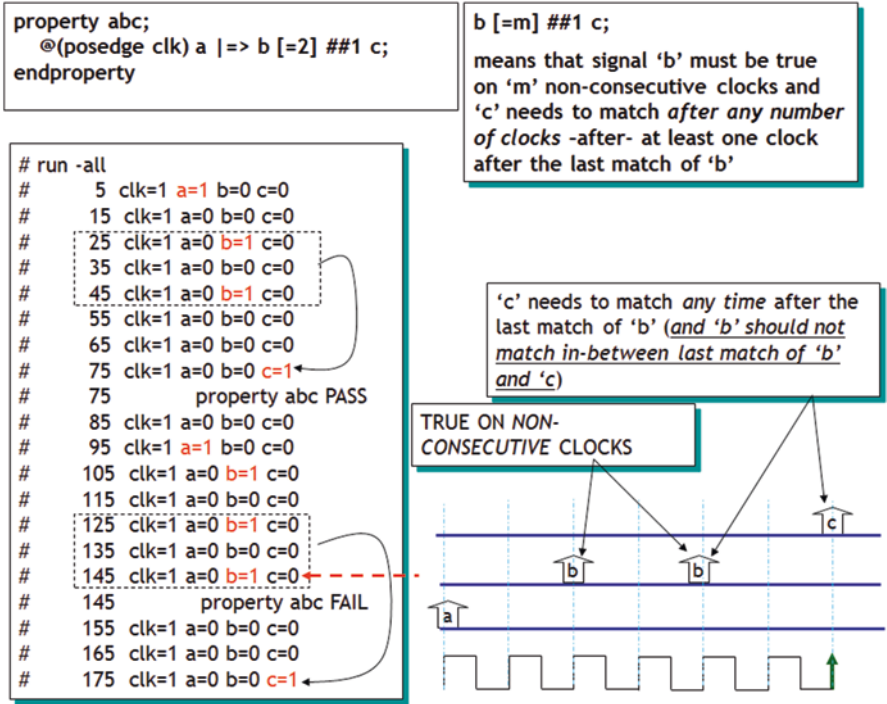 property abc;
@(posedge clk) a |=> b [=2] ##1 c;
endproperty
b [=m] ##1 c;
means that signal ‘b’ must be true
on ‘m’ non-consecutive clocks and
‘c’ needs to match after any number
of clocks –after- at least one clock
after the last match of ‘b’
# run -all
# 5 clk=1 a=1 b=0 c=0
# 15 clk=1 a=0 b=0 c=0
# 25 clk=1 a=0 b=1 c=0
# 35 clk=1 a=0 b=0 c=0
# 45 clk=1 a=0 b=1 c=0
# 55 clk=1 a=0 b=0 c=0
# 65 clk=1 a=0 b=0 c=0
# 75 clk=1 a=0 b=0 c=1
# 75 property abc PASS
# 85 clk=1 a=0 b=0 c=0
# 95 clk=1 a=1 b=0 c=0
# 105 clk=1 a=0 b=1 c=0
# 115 clk=1 a=0 b=0 c=0
# 125 clk=1 a=0 b=1 c=0
# 135 clk=1 a=0 b=0 c=0
# 145 clk=1 a=0 b=1 c=0
# 145 property abc FAIL
# 155 clk=1 a=0 b=0 c=0
# 165 clk=1 a=0 b=0 c=0
# 175 clk=1 a=0 b=0 c=1
‘c’ needs to match any time after the
last match of ‘b’ (and ‘b’ should not
match in-between last match of ‘b’
and ‘c)
TRUE ON NON-
CONSECUTIVE CLOCKS
c
b b
a